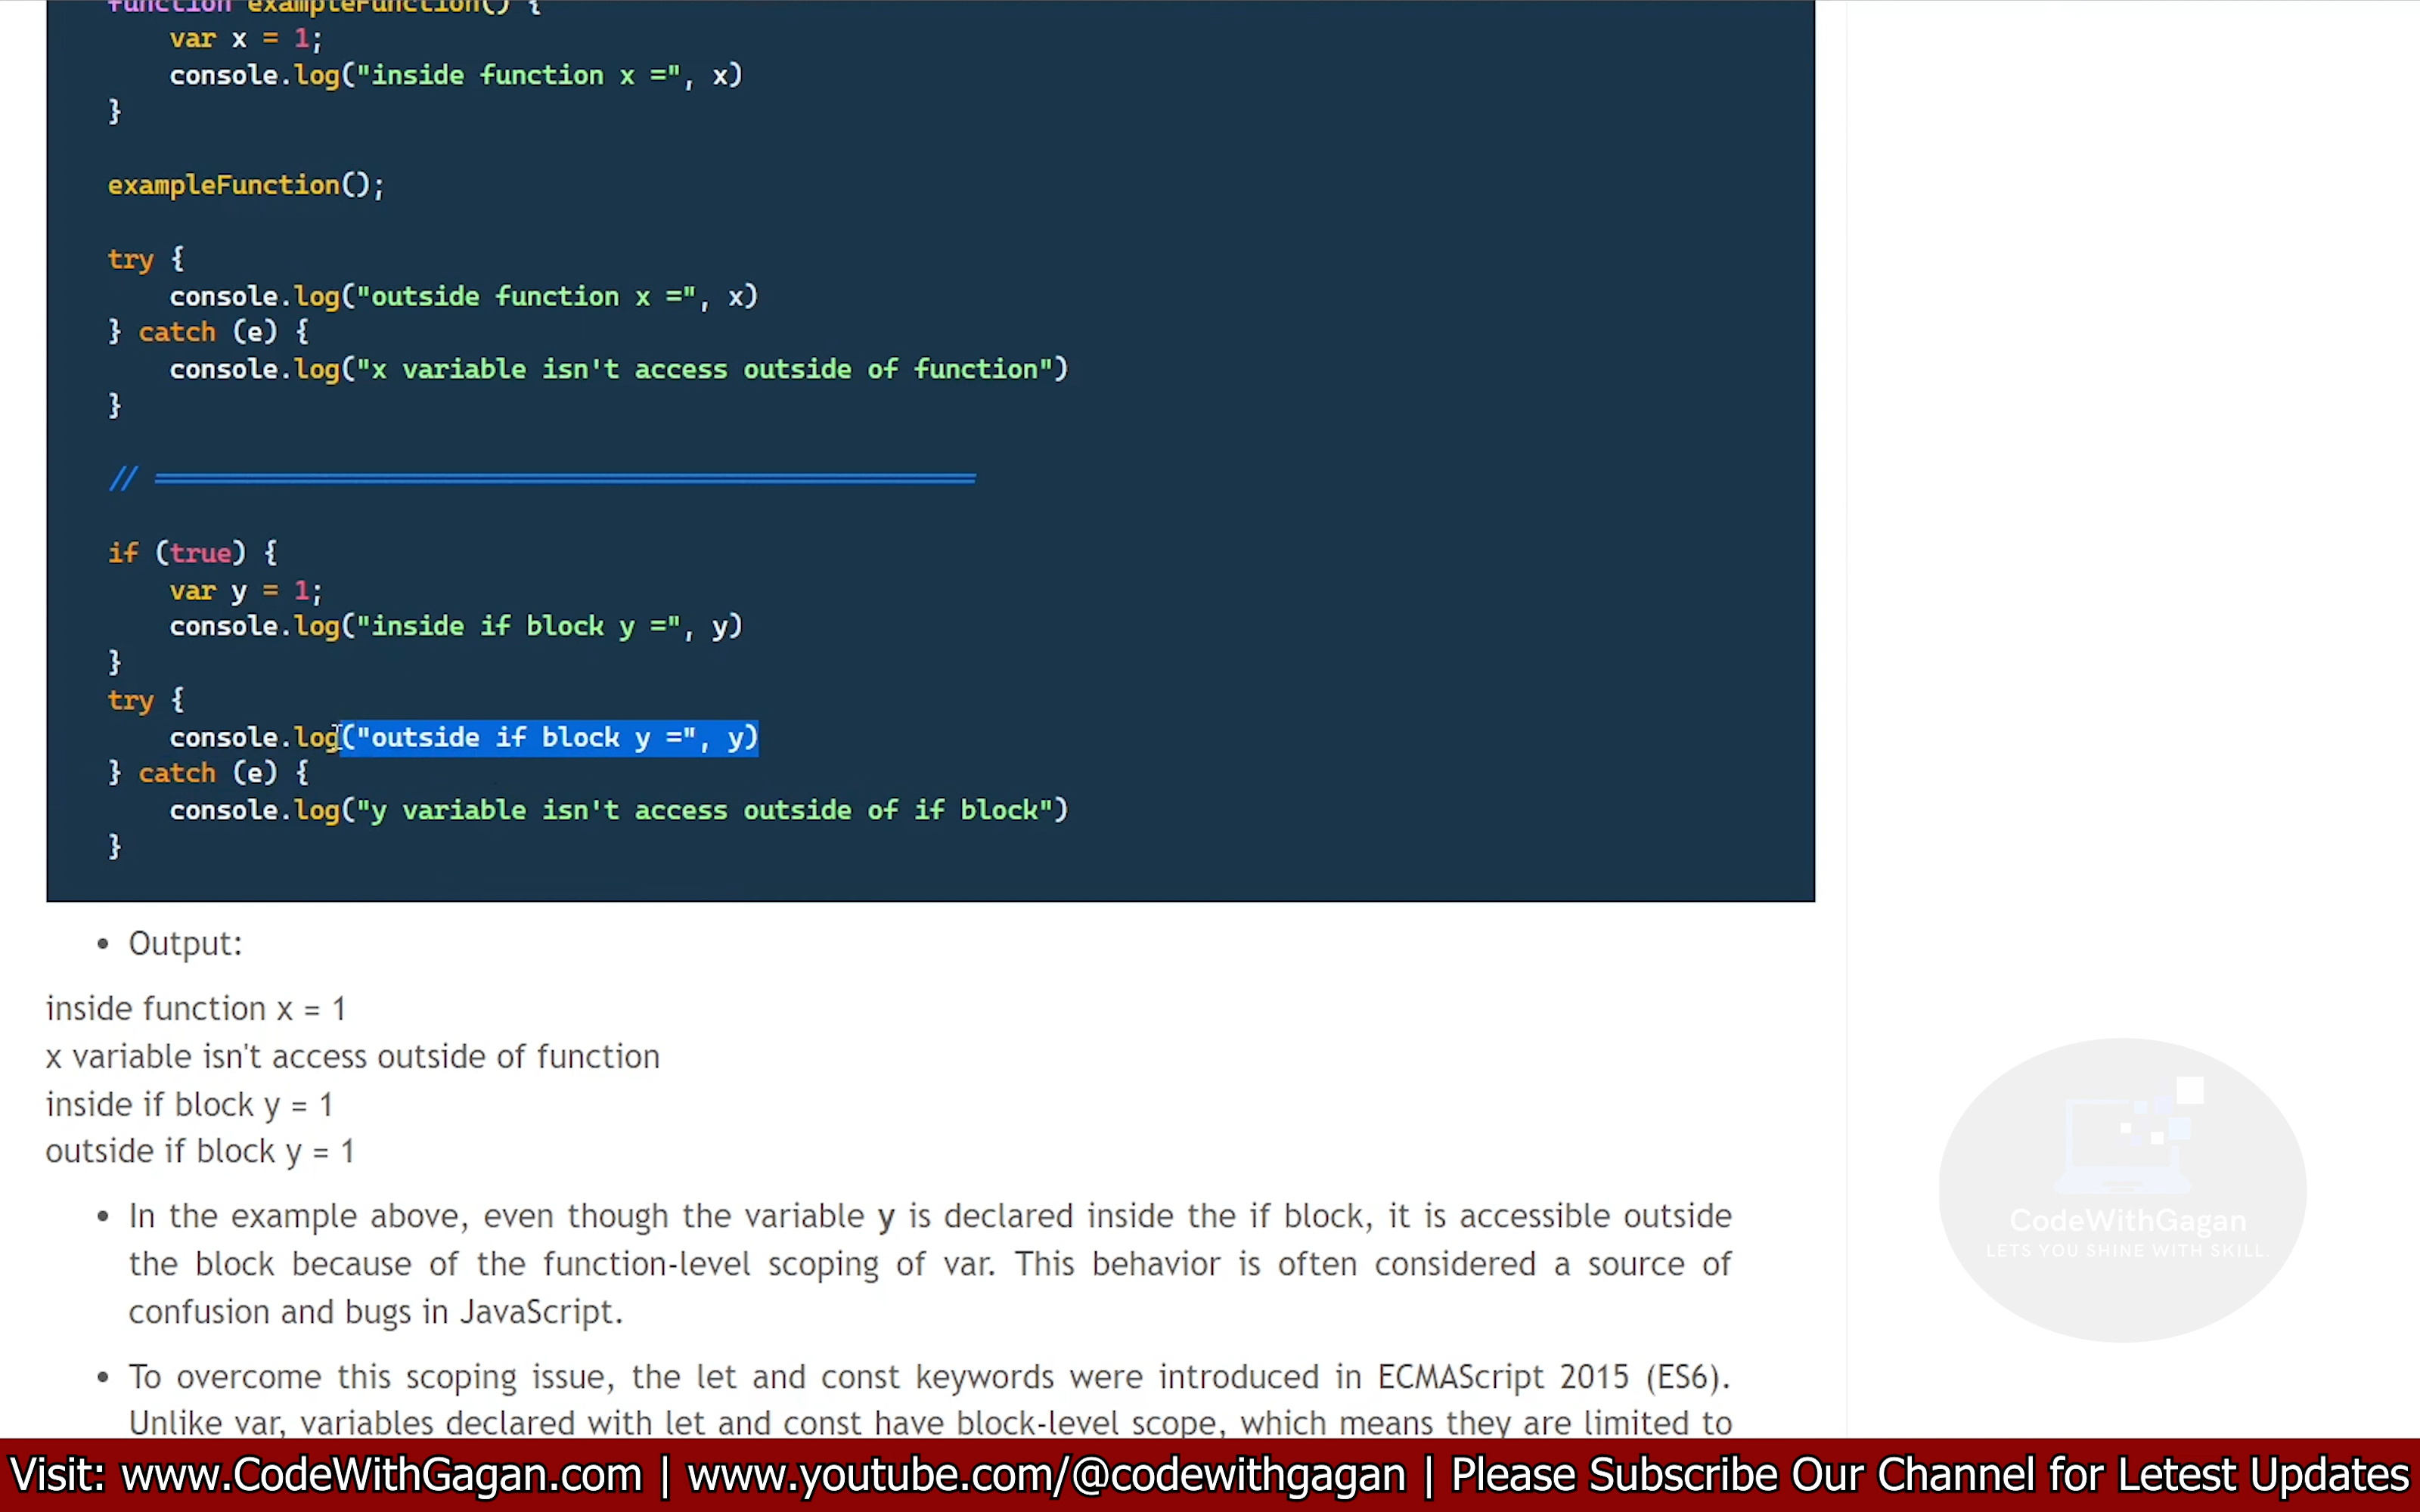 function exampleFunction() {
    var x = 1;
    console.log("inside function x =", x)
}
exampleFunction();
try {
    console.log("outside function x =", x)
} catch (e) {
    console.log("x variable isn't access outside of function")
}
// =====================================================
if (true) {
    var y = 1;
    console.log("inside if block y =", y)
}
try {
    console.log("outside if block y =", y)
} catch (e) {
    console.log("y variable isn't access outside of if block")
}
• Output:
inside function x = 1
x variable isn't access outside of function
inside if block y = 1
outside if block y = 1
• In the example above, even though the variable y is declared inside the if block, it is accessible outside
the block because of the function-level scoping of var. This behavior is often considered a source of
confusion and bugs in JavaScript.
• To overcome this scoping issue, the let and const keywords were introduced in ECMAScript 2015 (ES6).
Unlike var, variables declared with let and const have block-level scope, which means they are limited to
CodeWithGagan
LETS YOU SHINE WITH SKILL.
Visit: www.CodeWithGagan.com | www.youtube.com/@codewithgagan | Please Subscribe Our Channel for Letest Updates